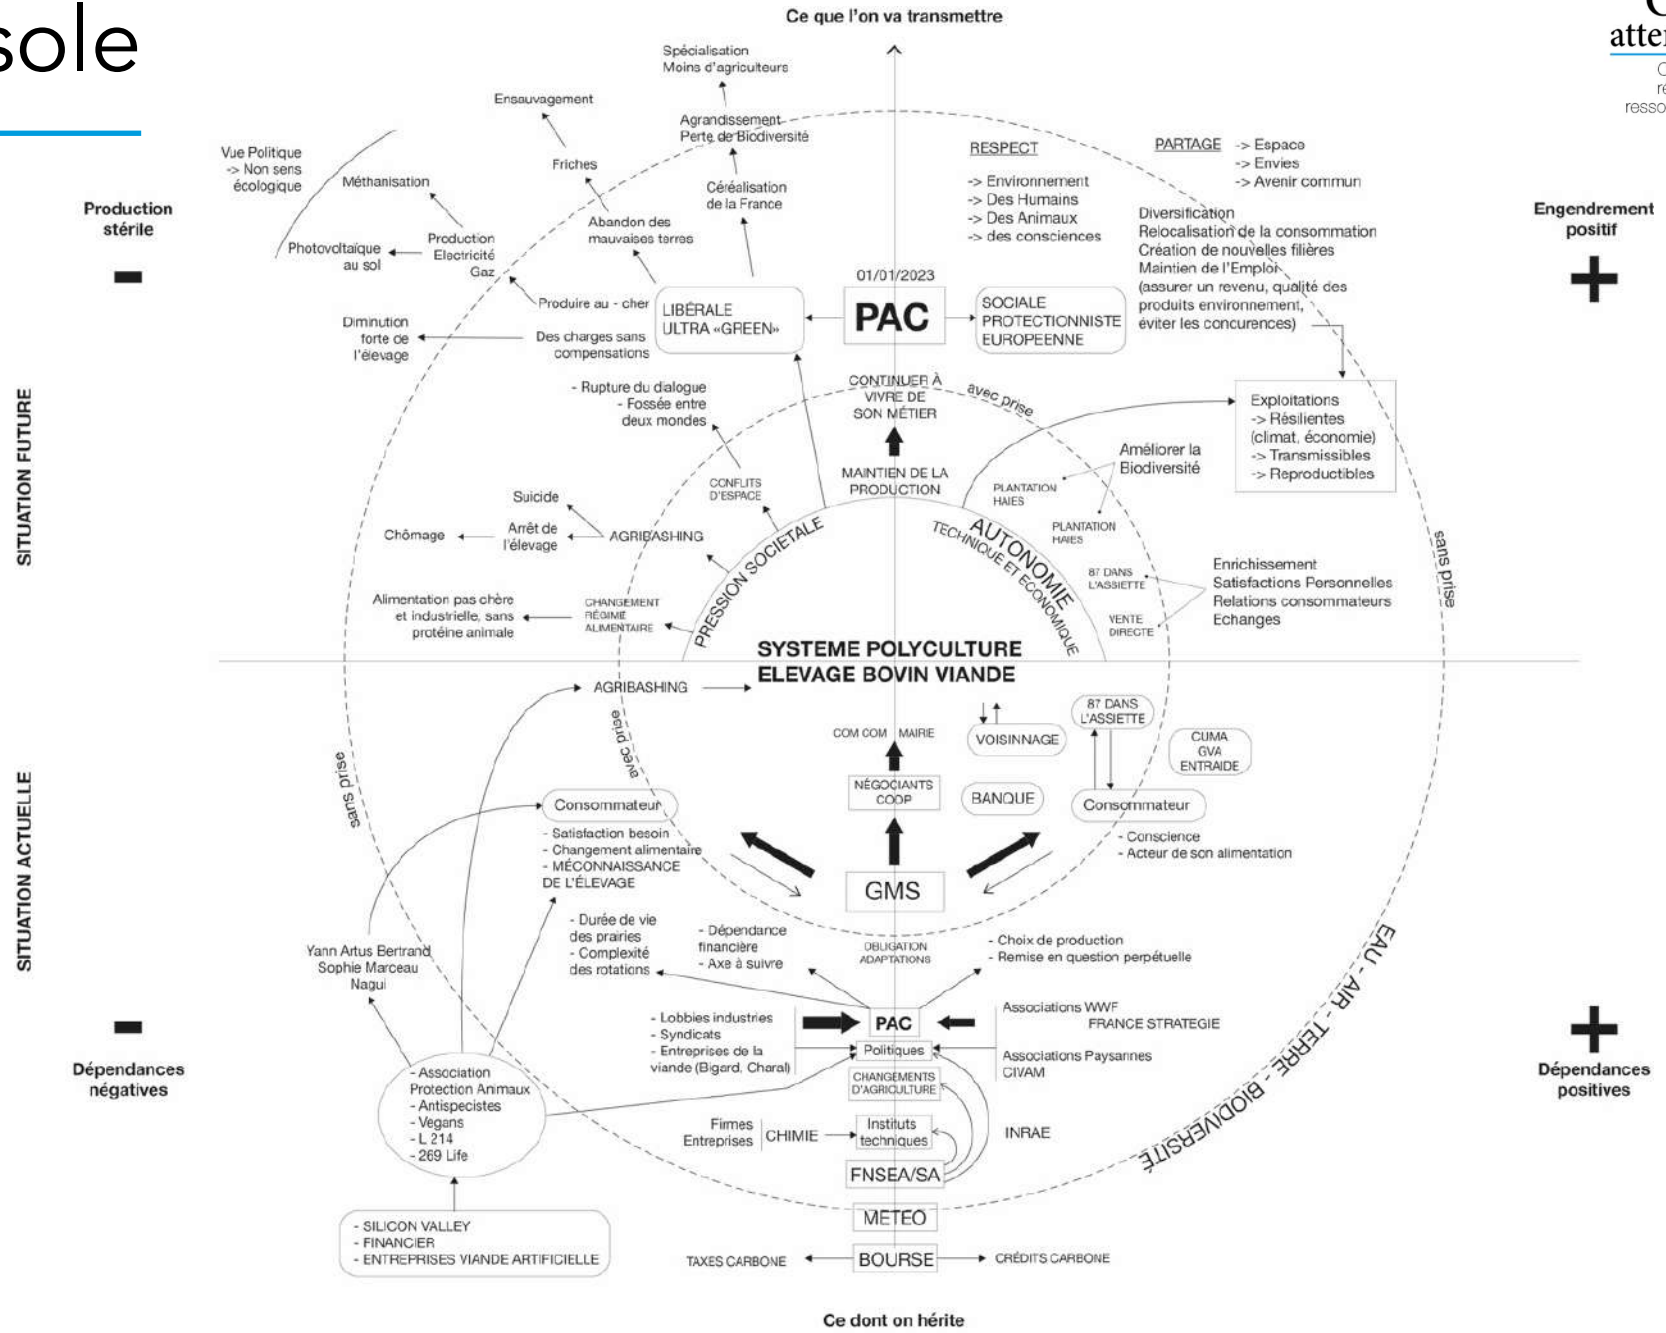 sole
Ce que l'on va transmettre
Spécialisation
Moins d'agriculteurs
Ensauvagement
Agrandissement
Perte de Biodiversité
Vue Politique
-> Non sens
écologique
Méthanisation
Friches
Céréalisation
de la France
Abandon des
mauvaises terres
Photovoltaïque
au sol
Production
Electricité
Gaz
Produire au - cher
Diminution
forte de
l'élevage
Des charges sans
compensations
Production
stérile
RESPECT
-> Environnement
-> Des Humains
-> Des Animaux
-> des consciences
PARTAGE
-> Espace
-> Envies
-> Avenir commun
Diversification
Relocalisation de la consommation
Création de nouvelles filières
Maintien de l'Emploi
(assurer un revenu, qualité des
produits environnement,
éviter les concurences)
Engendrement
positif
+
01/01/2023
LIBÉRALE
ULTRA «GREEN»
PAC
SOCIALE
PROTECTIONNISTE
EUROPEENNE
- Rupture du dialogue
- Fossée entre
deux mondes
CONTINUER À
VIVRE DE
SON MÉTIER
avec prise
Exploitations
-> Résilientes
(climat, économie)
-> Transmissibles
-> Reproductibles
SITUATION FUTURE
CONFLITS
D'ESPACE
MAINTIEN DE LA
PRODUCTION
Améliorer la
Biodiversité
PLANTATION
HAIES
PLANTATION
HAIES
Suicide
Chômage
Arrêt de
l'élevage
AGRIBASHING
PRESSION SOCIETALE
AUTONOMIE
TECHNIQUE ET ECONOMIQUE
87 DANS
L'ASSIETTE
VENTE
DIRECTE
Enrichissement
Satisfactions Personnelles
Relations consommateurs
Echanges
sans prise
Alimentation pas chère
et industrielle, sans
protéine animale
CHANGEMENT
RÉGIME
ALIMENTAIRE
SYSTEME POLYCULTURE
ELEVAGE BOVIN VIANDE
AGRIBASHING
avec prise
sans prise
SITUATION ACTUELLE
COM COM
MAIRIE
VOISINNAGE
87 DANS
L'ASSIETTE
CUMA
GVA
ENTRAIDE
NÉGOCIANTS
COOP
BANQUE
Consommateur
- Conscience
- Acteur de son alimentation
Consommateur
- Satisfaction besoin
- Changement alimentaire
- MÉCONNAISSANCE
DE L'ÉLEVAGE
GMS
- Durée de vie
des prairies
- Complexité
des rotations
- Dépendance
financière
- Axe à suivre
OBLIGATION
ADAPTATIONS
- Choix de production
- Remise en question perpétuelle
Yann Artus Bertrand
Sophie Marceau
Nagui
- Lobbies industries
- Syndicats
- Entreprises de la
viande (Bigard, Charal)
PAC
Politiques
CHANGEMENTS
D'AGRICULTURE
Associations WWF
FRANCE STRATEGIE
Associations Paysannes
CIVAM
EAU - AIR - TERRE - BIODIVERSITÉ
Dépendances
négatives
+
Dépendances
positives
- Association
Protection Animaux
- Antispecistes
- Vegans
- L 214
- 269 Life
Firmes
Entreprises
CHIMIE
Instituts
techniques
INRAE
FNSEA/SA
METEO
- SILICON VALLEY
- FINANCIER
- ENTREPRISES VIANDE ARTIFICIELLE
TAXES CARBONE
BOURSE
CRÉDITS CARBONE
Ce dont on hérite